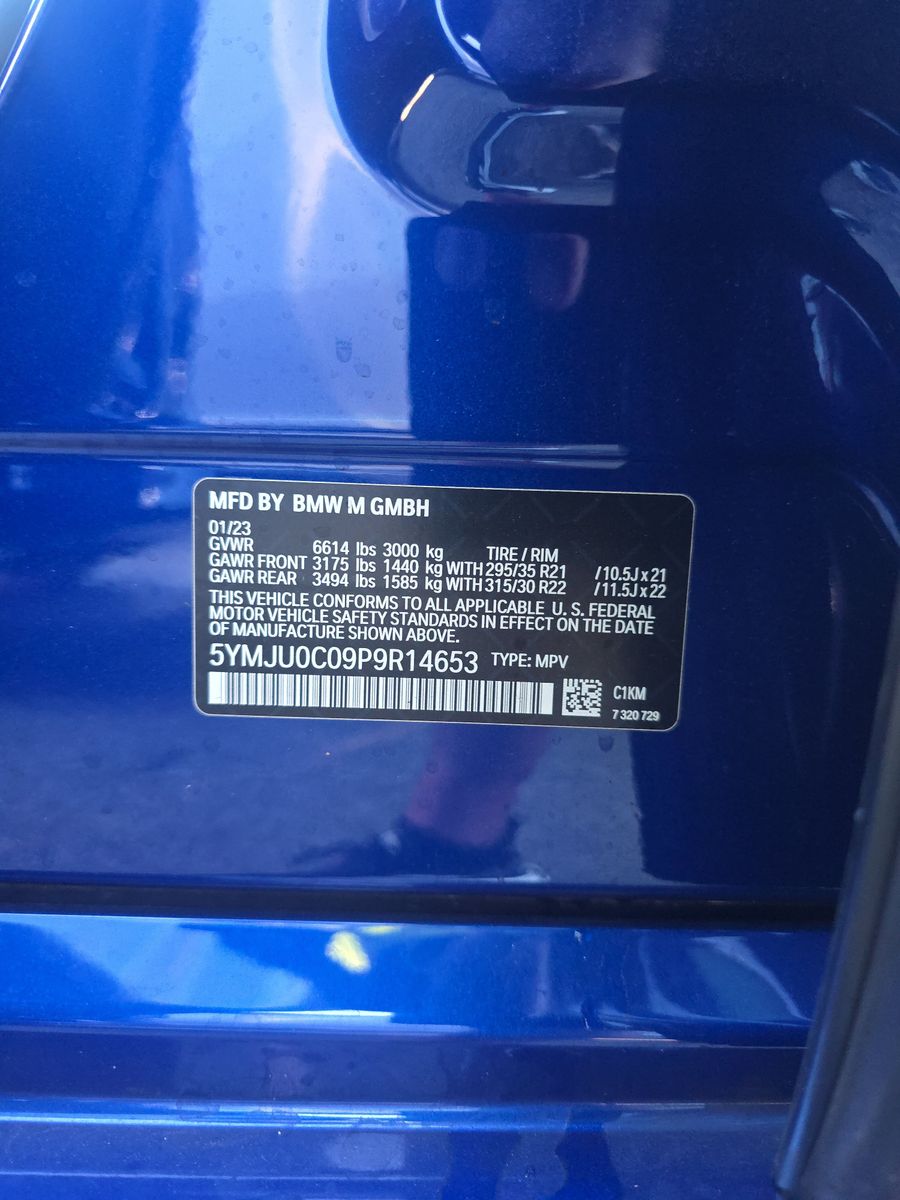 MFD BY BMW M GMBH
01/23
GVWR 6614 lbs 3000 kg TIRE / RIM
GAWR FRONT 3175 lbs 1440 kg WITH 295/35 R21 /10.5J x 21
GAWR REAR 3494 lbs 1585 kg WITH 315/30 R22 /11.5J x 22
THIS VEHICLE CONFORMS TO ALL APPLICABLE U. S. FEDERAL
MOTOR VEHICLE SAFETY STANDARDS IN EFFECT ON THE DATE
OF MANUFACTURE SHOWN ABOVE.
5YMJU0C09P9R14653 TYPE: MPV
C1KM
7 320 729